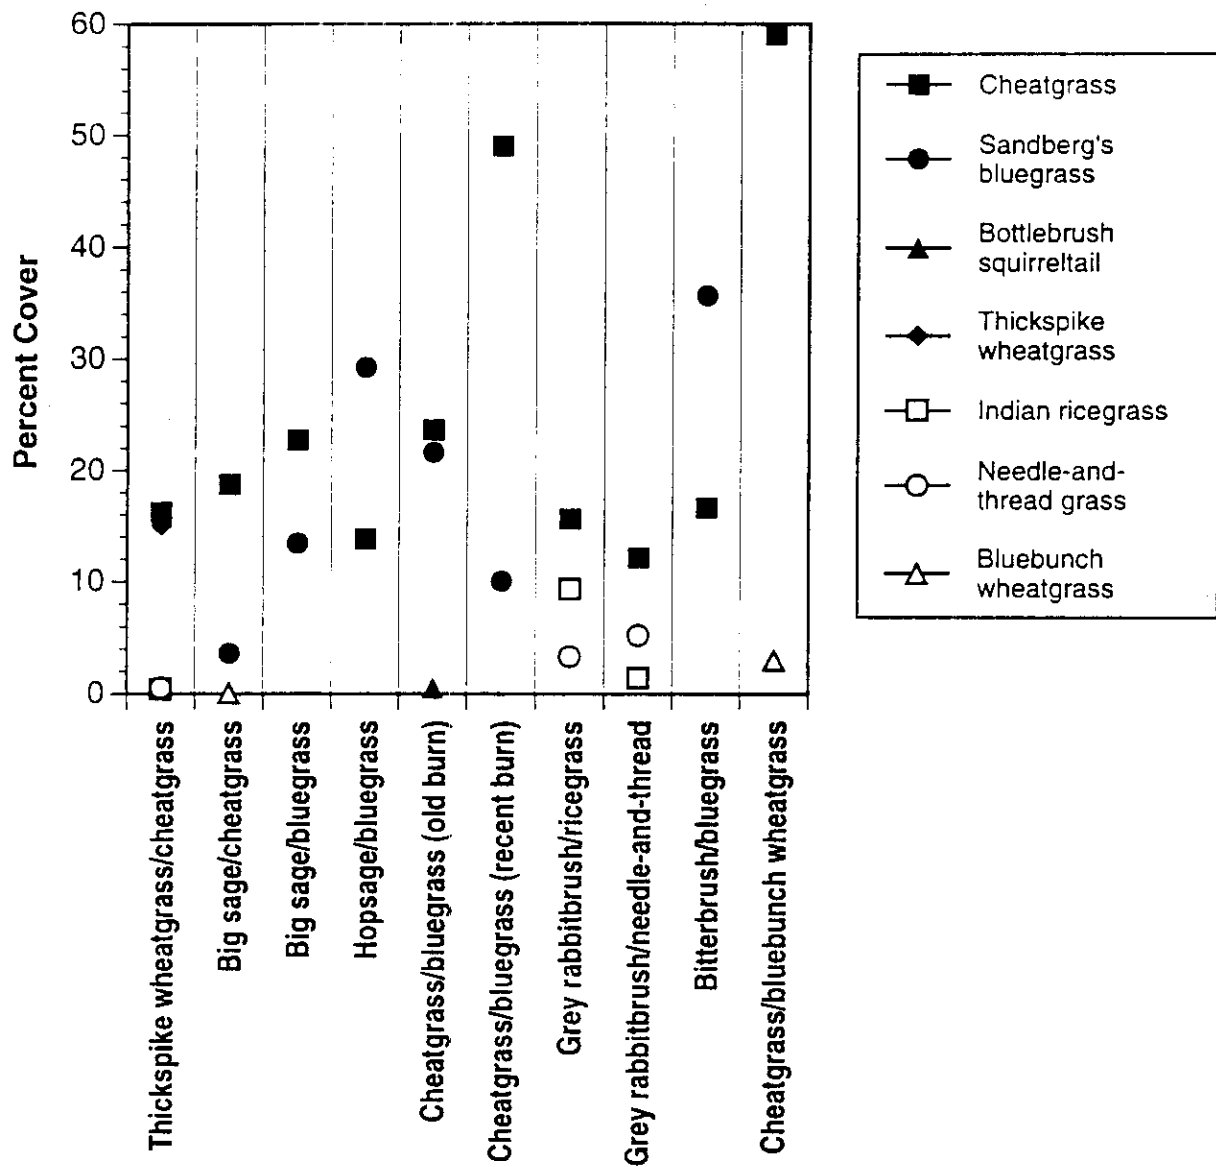 60
50
40
30
20
10
0
Percent Cover
Cheatgrass
Sandberg's
bluegrass
Bottlebrush
squirreltail
Thickspike
wheatgrass
Indian ricegrass
Needle-and-
thread grass
Bluebunch
wheatgrass
Thickspike wheatgrass/cheatgrass
Big sage/cheatgrass
Big sage/bluegrass
Hopsage/bluegrass
Cheatgrass/bluegrass (old burn)
Cheatgrass/bluegrass (recent burn)
Grey rabbitbrush/ricegrass
Grey rabbitbrush/needle-and-thread
Bitterbrush/bluegrass
Cheatgrass/bluebunch wheatgrass